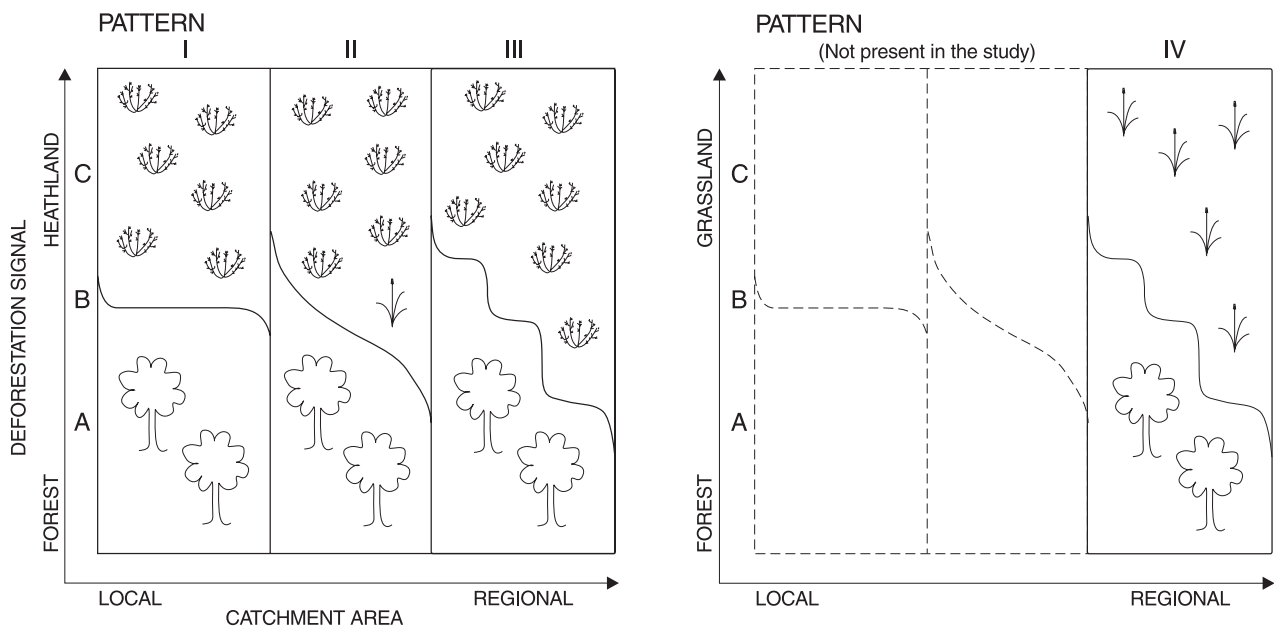 PATTERN
I II III
DEFORESTATION SIGNAL
HEATHLAND
FOREST
C
B
A
LOCAL REGIONAL
CATCHMENT AREA
PATTERN
(Not present in the study) IV
GRASSLAND
FOREST
C
B
A
LOCAL REGIONAL